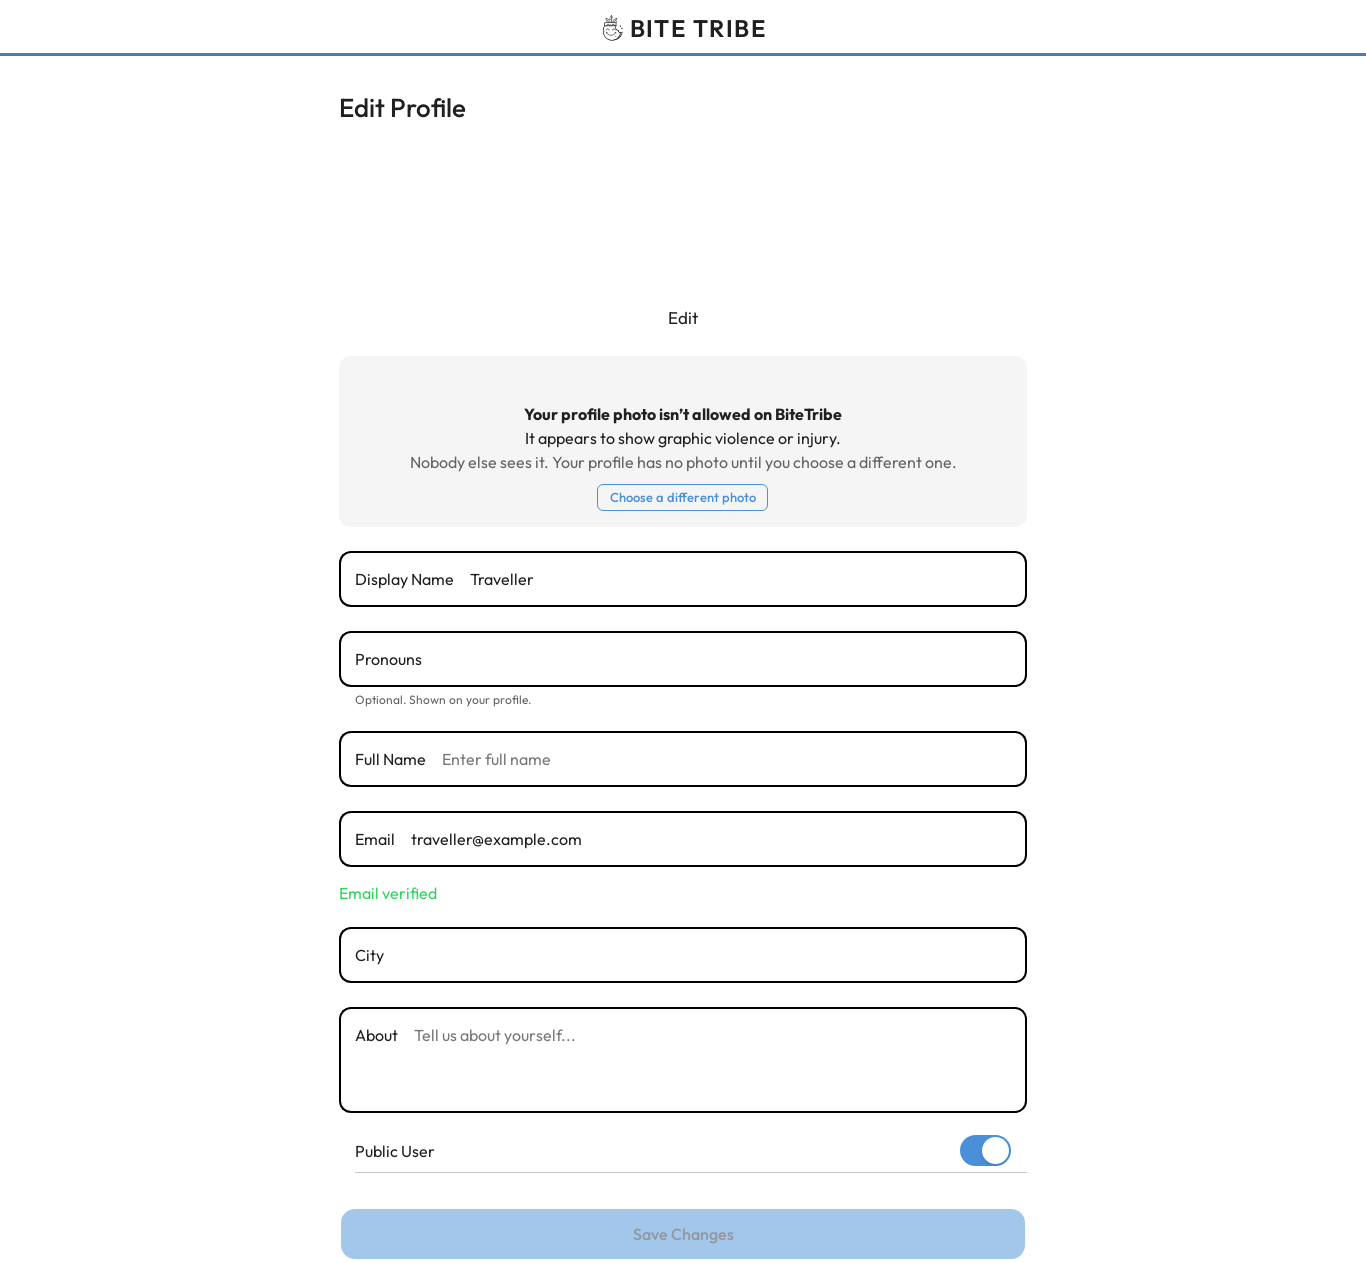 BITE TRIBE
Edit Profile
Edit
Your profile photo isn’t allowed on BiteTribe
It appears to show graphic violence or injury.
Nobody else sees it. Your profile has no photo until you choose a different one.
Choose a different photo
Display Name Traveller
Pronouns
Optional. Shown on your profile.
Full Name Enter full name
Email traveller@example.com
Email verified
City
About Tell us about yourself...
Public User
Save Changes